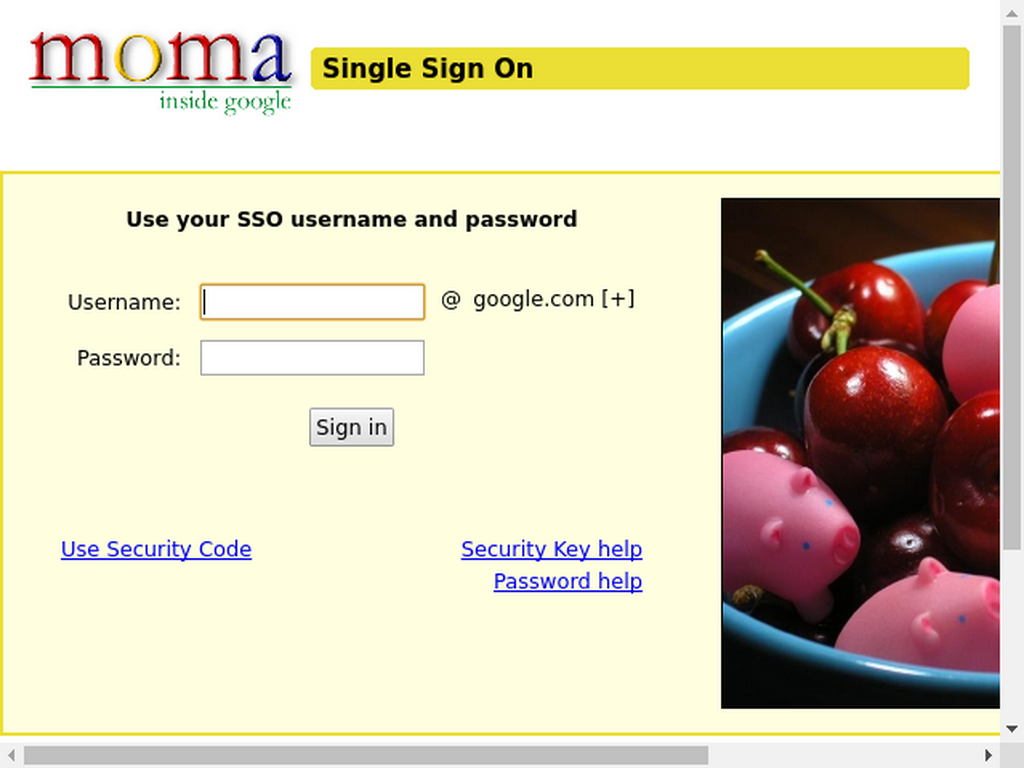 moma
inside google
Single Sign On
Use your SSO username and password
Username:
@ google.com [+]
Password:
Sign in
Use Security Code
Security Key help
Password help